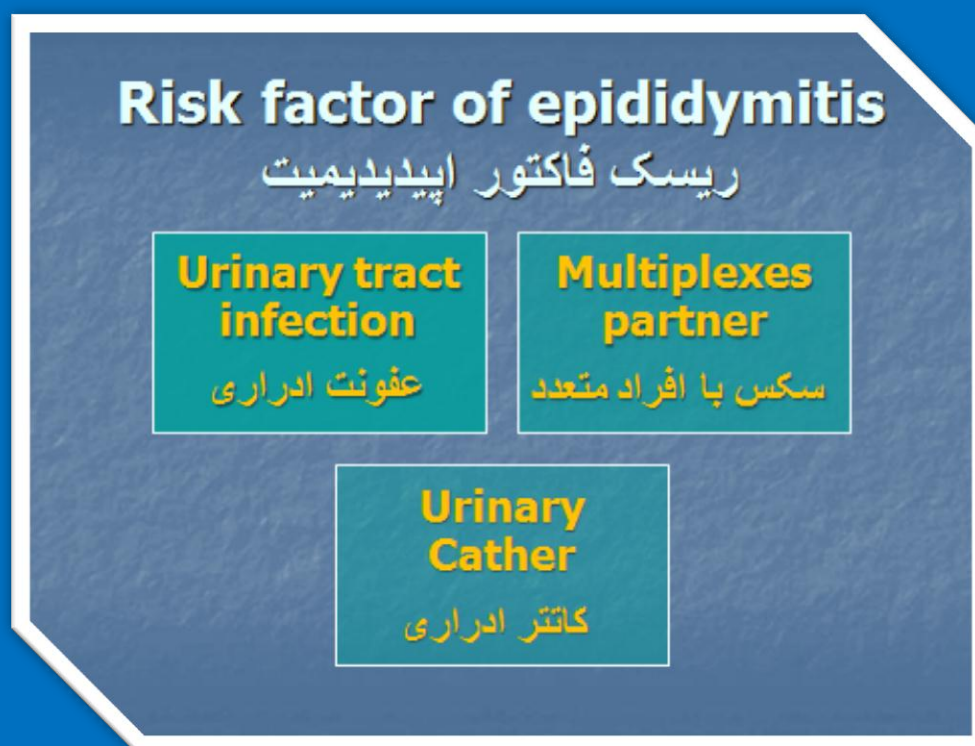 Risk factor of epididymitis
ریسک فاکتور اپیدیدیمیت
Urinary tract
infection
عفونت ادراری
Multiplexes
partner
سکس با افراد متعدد
Urinary
Cather
کاتتر ادراری